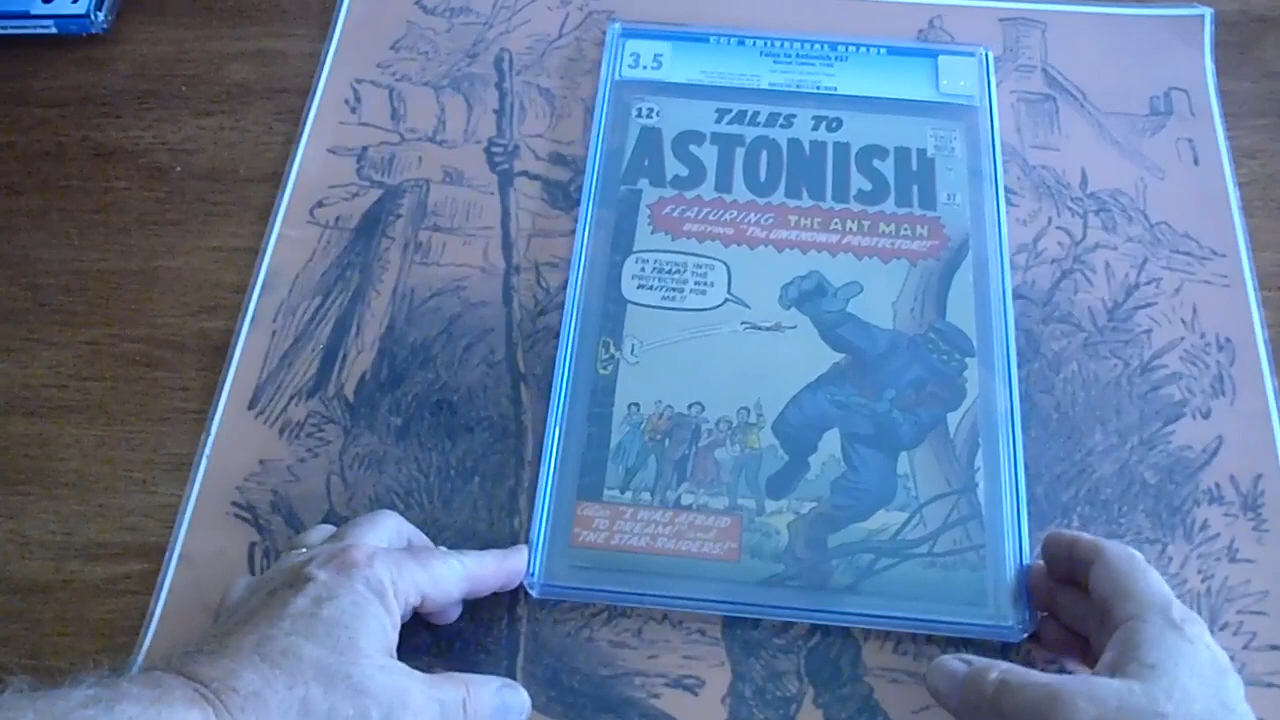 CGC UNIVERSAL GRADE
3.5
Tales to Astonish #37
12¢
TALES TO
ASTONISH
37
FEATURING THE ANT MAN
DEFYING "The UNKNOWN PROTECTOR!!"
I'M FLYING INTO
A TRAP! THE
PROTECTOR WAS
WAITING FOR
ME!!
Also: "I WAS AFRAID
TO DREAM!" and
"THE STAR-RAIDERS!"